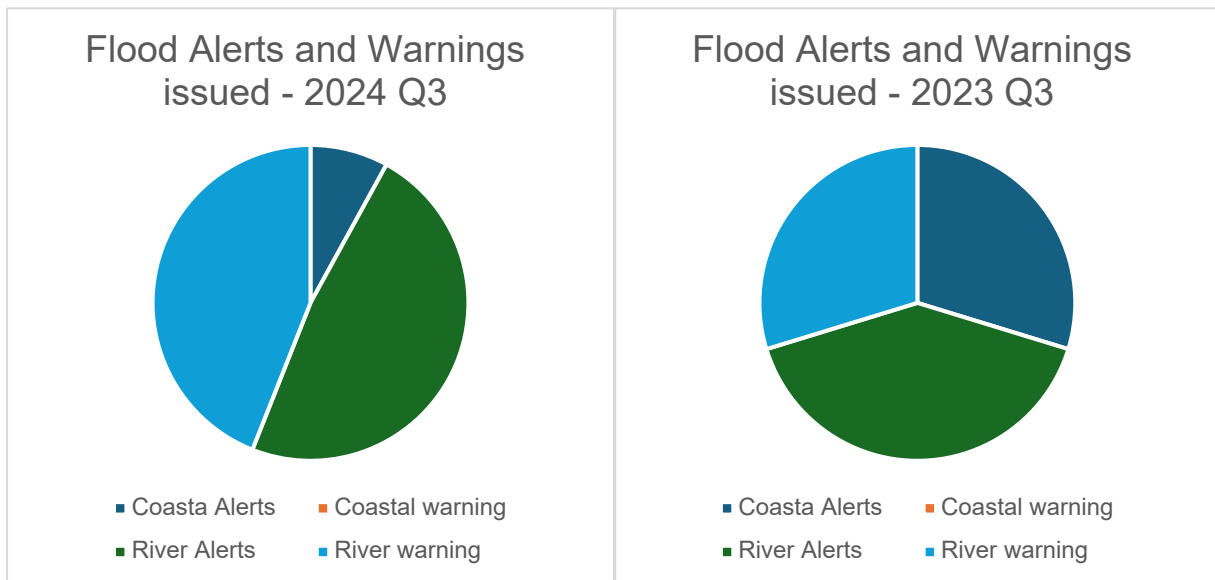 Flood Alerts and Warnings
issued - 2024 Q3
Coasta Alerts
Coastal warning
River Alerts
River warning
Flood Alerts and Warnings
issued - 2023 Q3
Coasta Alerts
Coastal warning
River Alerts
River warning